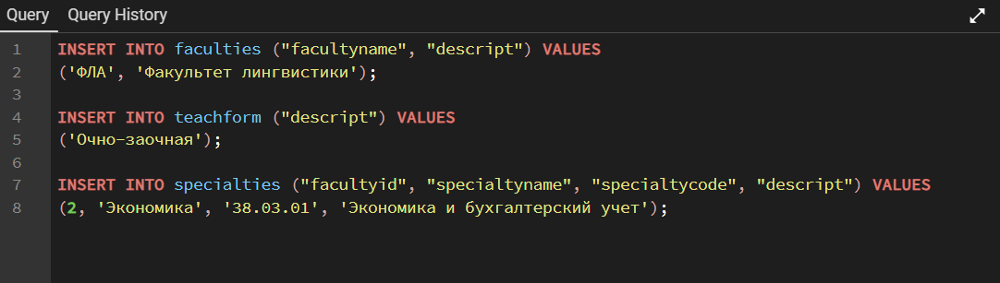 Query Query History
1 INSERT INTO faculties ("facultyname", "descript") VALUES
2 ('ФЛА', 'Факультет лингвистики');
3
4 INSERT INTO teachform ("descript") VALUES
5 ('Очно-заочная');
6
7 INSERT INTO specialties ("facultyid", "specialtyname", "specialtycode", "descript") VALUES
8 (2, 'Экономика', '38.03.01', 'Экономика и бухгалтерский учет');